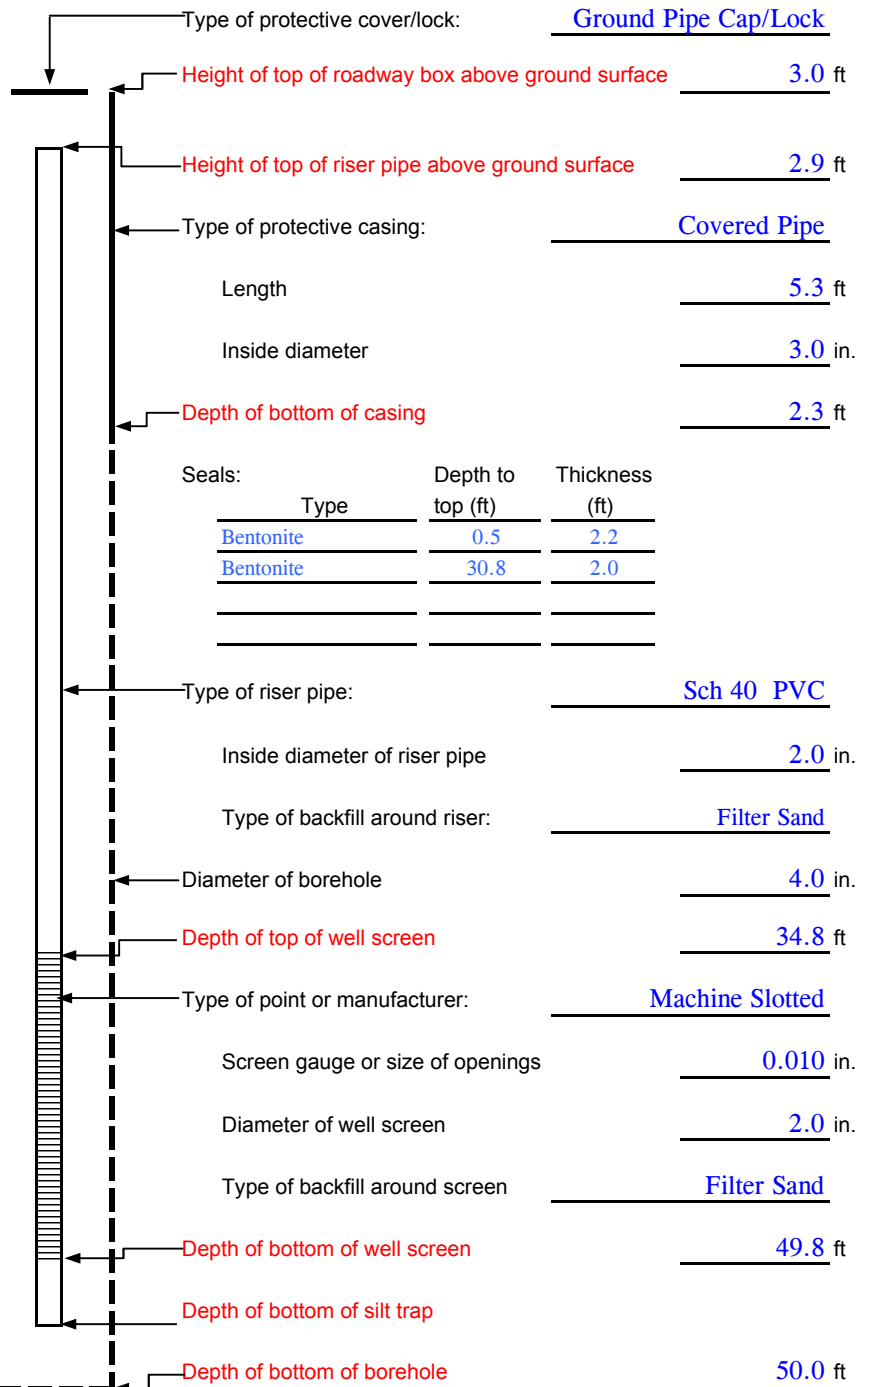 Type of protective cover/lock: Ground Pipe Cap/Lock
Height of top of roadway box above ground surface 3.0 ft
Height of top of riser pipe above ground surface 2.9 ft
Type of protective casing: Covered Pipe
Length 5.3 ft
Inside diameter 3.0 in.
Depth of bottom of casing 2.3 ft
Seals: Depth to Thickness
Type top (ft) (ft)
Bentonite 0.5 2.2
Bentonite 30.8 2.0
Type of riser pipe: Sch 40 PVC
Inside diameter of riser pipe 2.0 in.
Type of backfill around riser: Filter Sand
Diameter of borehole 4.0 in.
Depth of top of well screen 34.8 ft
Type of point or manufacturer: Machine Slotted
Screen gauge or size of openings 0.010 in.
Diameter of well screen 2.0 in.
Type of backfill around screen Filter Sand
Depth of bottom of well screen 49.8 ft
Depth of bottom of silt trap
Depth of bottom of borehole 50.0 ft